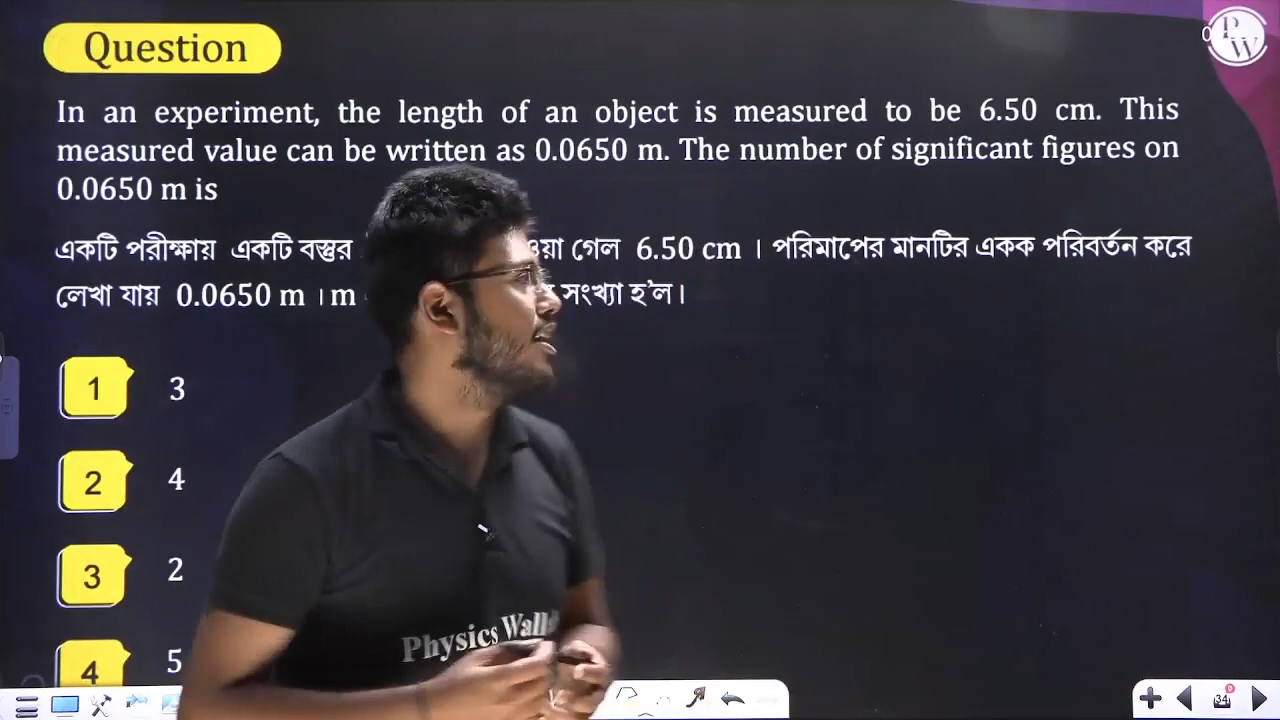 Question
PW
In an experiment, the length of an object is measured to be 6.50 cm. This
measured value can be written as 0.0650 m. The number of significant figures on
0.0650 m is
একটি পরীক্ষায় একটি বস্তুর গেল 6.50 cm । পরিমাপের মানটির একক পরিবর্তন করে
লেখা যায় 0.0650 m । m সংখ্যা হ'ল।
1 3
2 4
3 2
4 5
Physics Walla
34